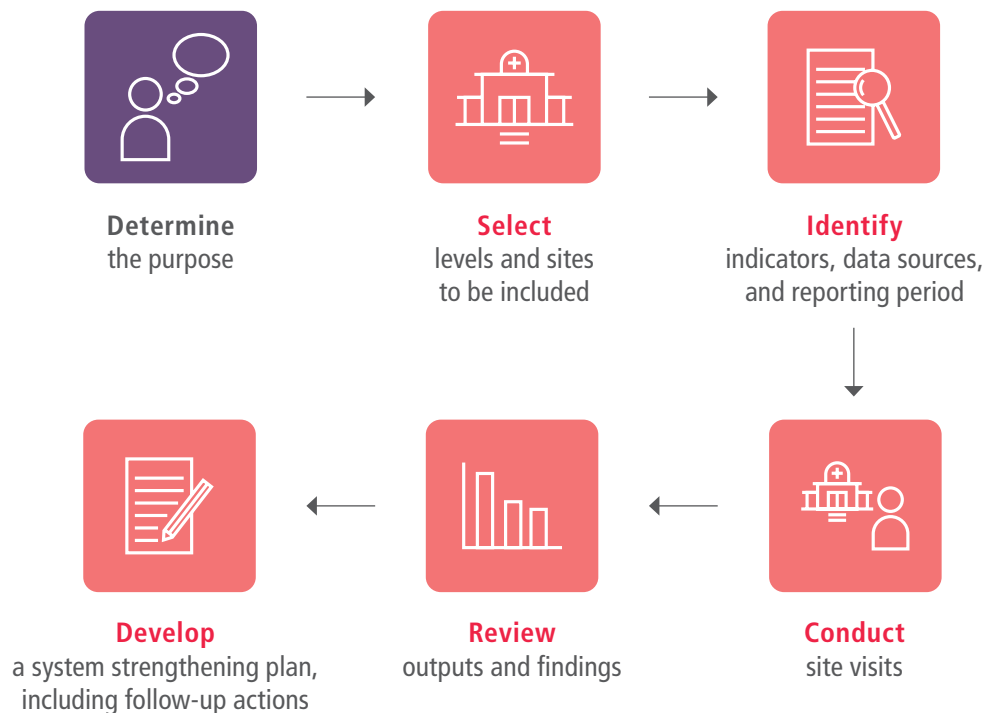 Determine
the purpose
Select
levels and sites
to be included
Identify
indicators, data sources,
and reporting period
Conduct
site visits
Review
outputs and findings
Develop
a system strengthening plan,
including follow-up actions